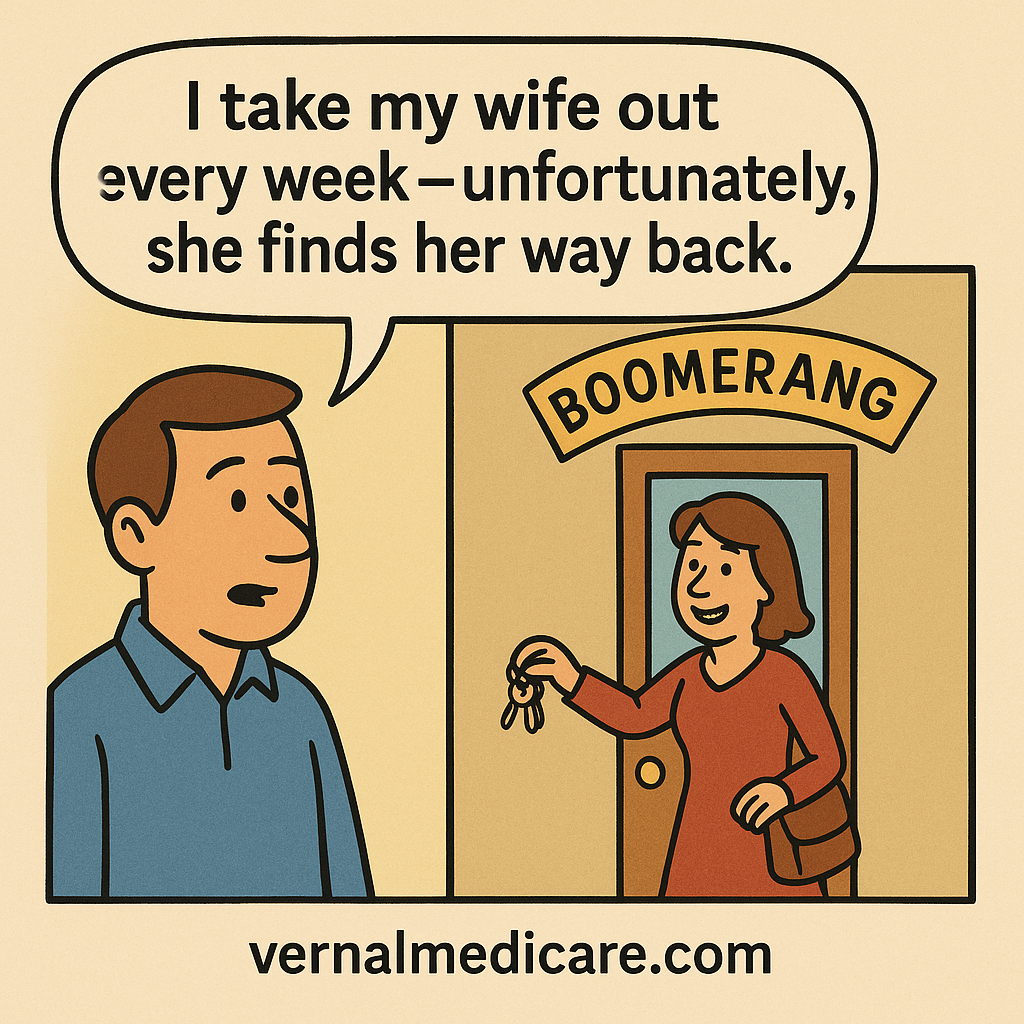 I take my wife out
every week – unfortunately,
she finds her way back.
BOOMERANG
vernalmedicare.com